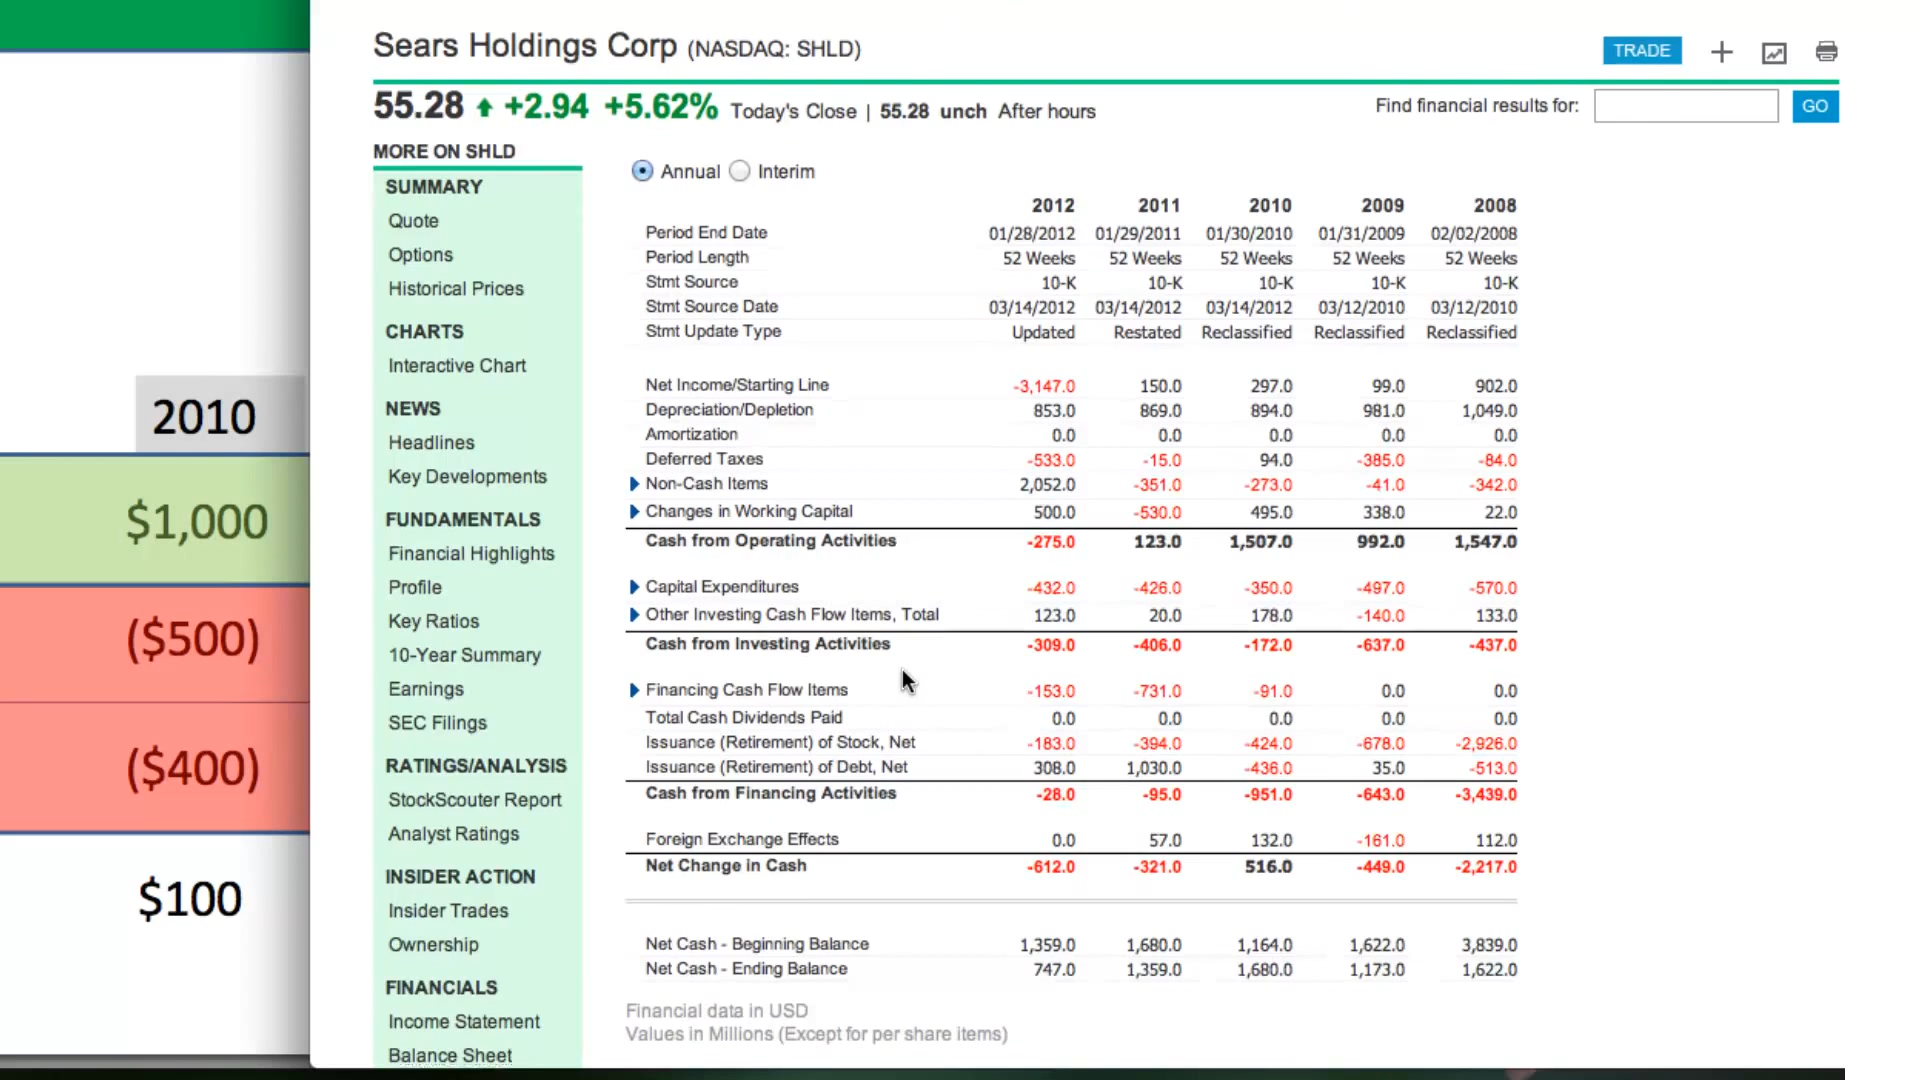 2010
$1,000
($500)
($400)
$100
Sears Holdings Corp (NASDAQ: SHLD)
TRADE
55.28 +2.94 +5.62% Today's Close | 55.28 unch After hours
Find financial results for: GO
MORE ON SHLD
SUMMARY
Quote
Options
Historical Prices
CHARTS
Interactive Chart
NEWS
Headlines
Key Developments
FUNDAMENTALS
Financial Highlights
Profile
Key Ratios
10-Year Summary
Earnings
SEC Filings
RATINGS/ANALYSIS
StockScouter Report
Analyst Ratings
INSIDER ACTION
Insider Trades
Ownership
FINANCIALS
Income Statement
Balance Sheet
Annual Interim
2012 2011 2010 2009 2008
Period End Date 01/28/2012 01/29/2011 01/30/2010 01/31/2009 02/02/2008
Period Length 52 Weeks 52 Weeks 52 Weeks 52 Weeks 52 Weeks
Stmt Source 10-K 10-K 10-K 10-K 10-K
Stmt Source Date 03/14/2012 03/14/2012 03/14/2012 03/12/2010 03/12/2010
Stmt Update Type Updated Restated Reclassified Reclassified Reclassified
Net Income/Starting Line -3,147.0 150.0 297.0 99.0 902.0
Depreciation/Depletion 853.0 869.0 894.0 981.0 1,049.0
Amortization 0.0 0.0 0.0 0.0 0.0
Deferred Taxes -533.0 -15.0 94.0 -385.0 -84.0
Non-Cash Items 2,052.0 -351.0 -273.0 -41.0 -342.0
Changes in Working Capital 500.0 -530.0 495.0 338.0 22.0
Cash from Operating Activities -275.0 123.0 1,507.0 992.0 1,547.0
Capital Expenditures -432.0 -426.0 -350.0 -497.0 -570.0
Other Investing Cash Flow Items, Total 123.0 20.0 178.0 -140.0 133.0
Cash from Investing Activities -309.0 -406.0 -172.0 -637.0 -437.0
Financing Cash Flow Items -153.0 -731.0 -91.0 0.0 0.0
Total Cash Dividends Paid 0.0 0.0 0.0 0.0 0.0
Issuance (Retirement) of Stock, Net -183.0 -394.0 -424.0 -678.0 -2,926.0
Issuance (Retirement) of Debt, Net 308.0 1,030.0 -436.0 35.0 -513.0
Cash from Financing Activities -28.0 -95.0 -951.0 -643.0 -3,439.0
Foreign Exchange Effects 0.0 57.0 132.0 -161.0 112.0
Net Change in Cash -612.0 -321.0 516.0 -449.0 -2,217.0
Net Cash - Beginning Balance 1,359.0 1,680.0 1,164.0 1,622.0 3,839.0
Net Cash - Ending Balance 747.0 1,359.0 1,680.0 1,173.0 1,622.0
Financial data in USD
Values in Millions (Except for per share items)